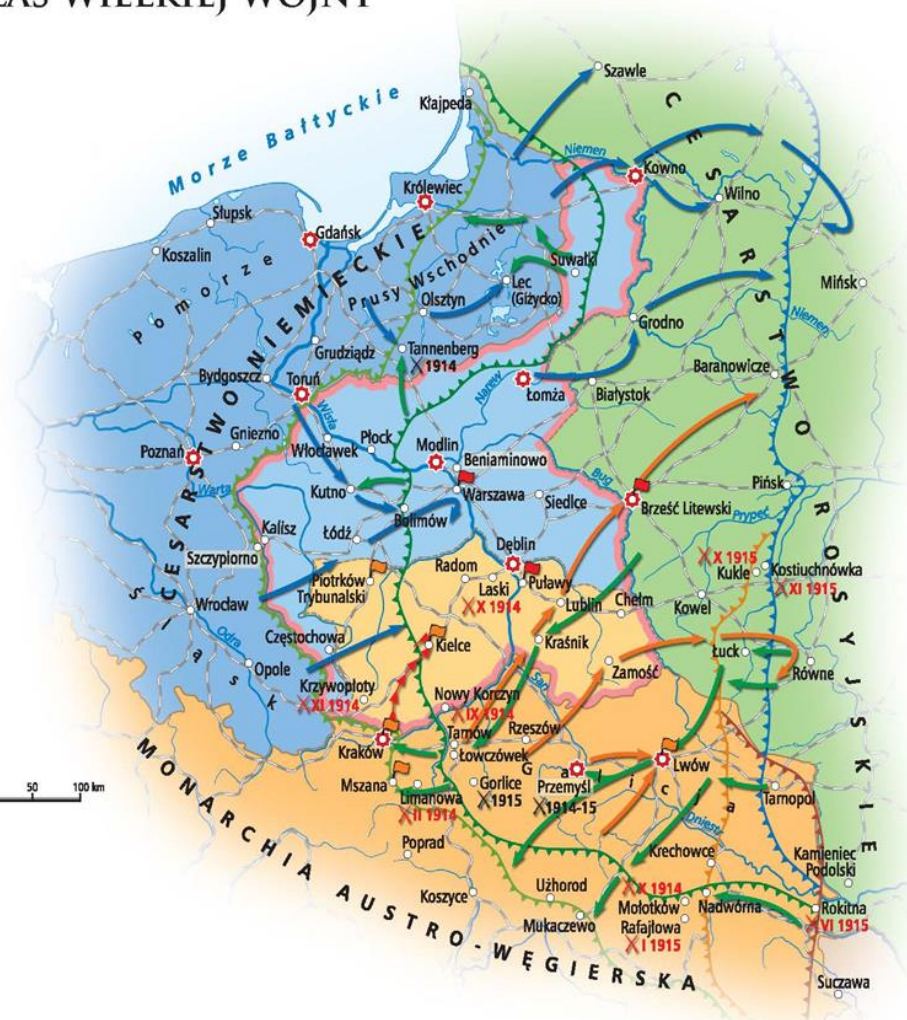 Szawle
Kłajpeda
Morze Bałtyckie
CESARSTWO ROSYJSKIE
Niemen
Kowno
Królewiec
Wilno
Słupsk
Gdańsk
Koszalin
Suwałki
Mińsk
Pomorze
Prusy Wschodnie
Lec
(Giżycko)
Olsztyn
Niemen
Grodno
CESARSTWO NIEMIECKIE
Grudziądz
Tannenberg
1914
Bydgoszcz
Toruń
Narew
Łomża
Białystok
Baranowicze
Wisła
Gniezno
Włocławek
Płock
Modlin
Poznań
Beniaminowo
Warta
Kutno
Warszawa
Siedlce
Bug
Brześć Litewski
Pińsk
Bolimów
Prypeć
Kalisz
Łódź
Szczypiorno
Dęblin
X 1915
Kukle
Kostiuchnówka
XI 1915
Piotrków
Trybunalski
Radom
Laski
X 1914
Puławy
Lublin
Chełm
Kowel
Wrocław
Śląsk
Odra
Częstochowa
Kielce
Kraśnik
Łuck
Równe
Opole
Zamość
Krzywopłoty
XI 1914
Nowy Korczyn
IX 1914
San
Kraków
Tarnów
Rzeszów
Łowczówek
Galicja
Lwów
Mszana
Gorlice
1915
Przemyśl
1914-15
Limanowa
II 1914
Tarnopol
50
100 km
Dniestr
MONARCHIA AUSTRO-WĘGIERSKA
Poprad
Krechowce
Kamieniec
Podolski
Koszyce
Użhorod
X 1914
Mołotków
Nadwórna
Rokitna
VI 1915
Mukaczewo
Rafajłowa
I 1915
Suczawa